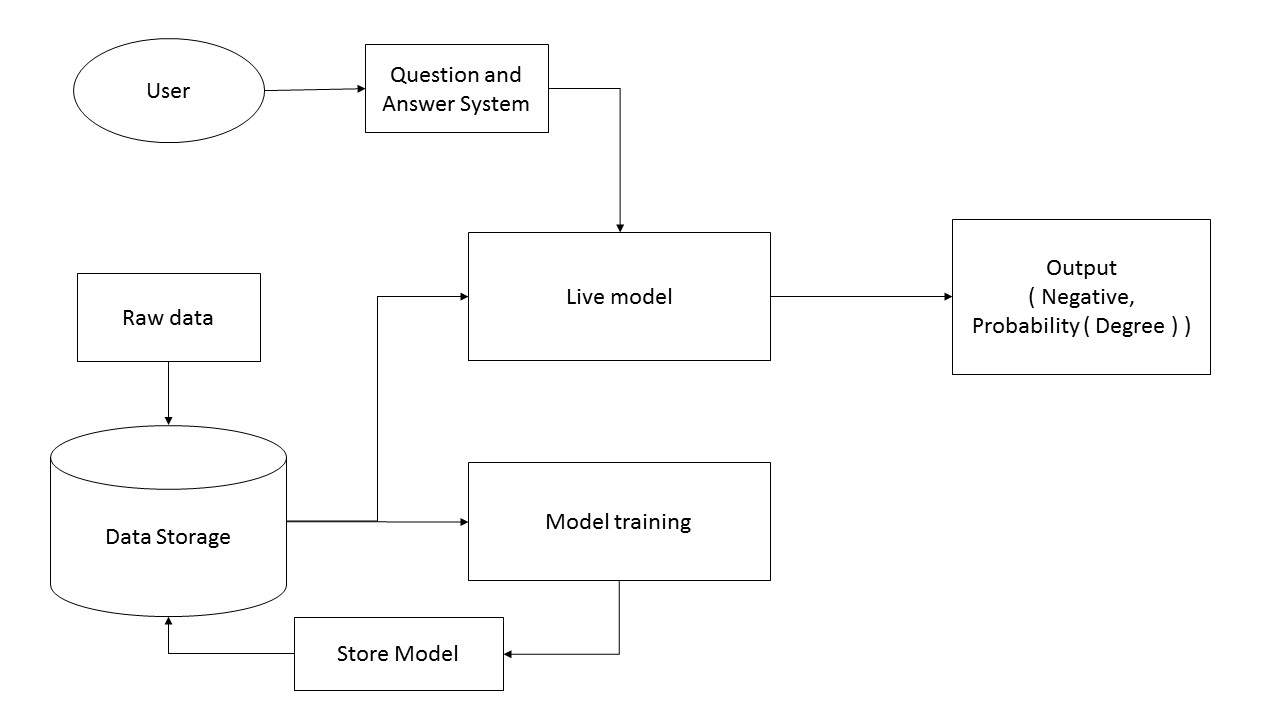 User
Question and
Answer System
Live model
Output
( Negative,
Probability ( Degree ) )
Raw data
Data Storage
Model training
Store Model